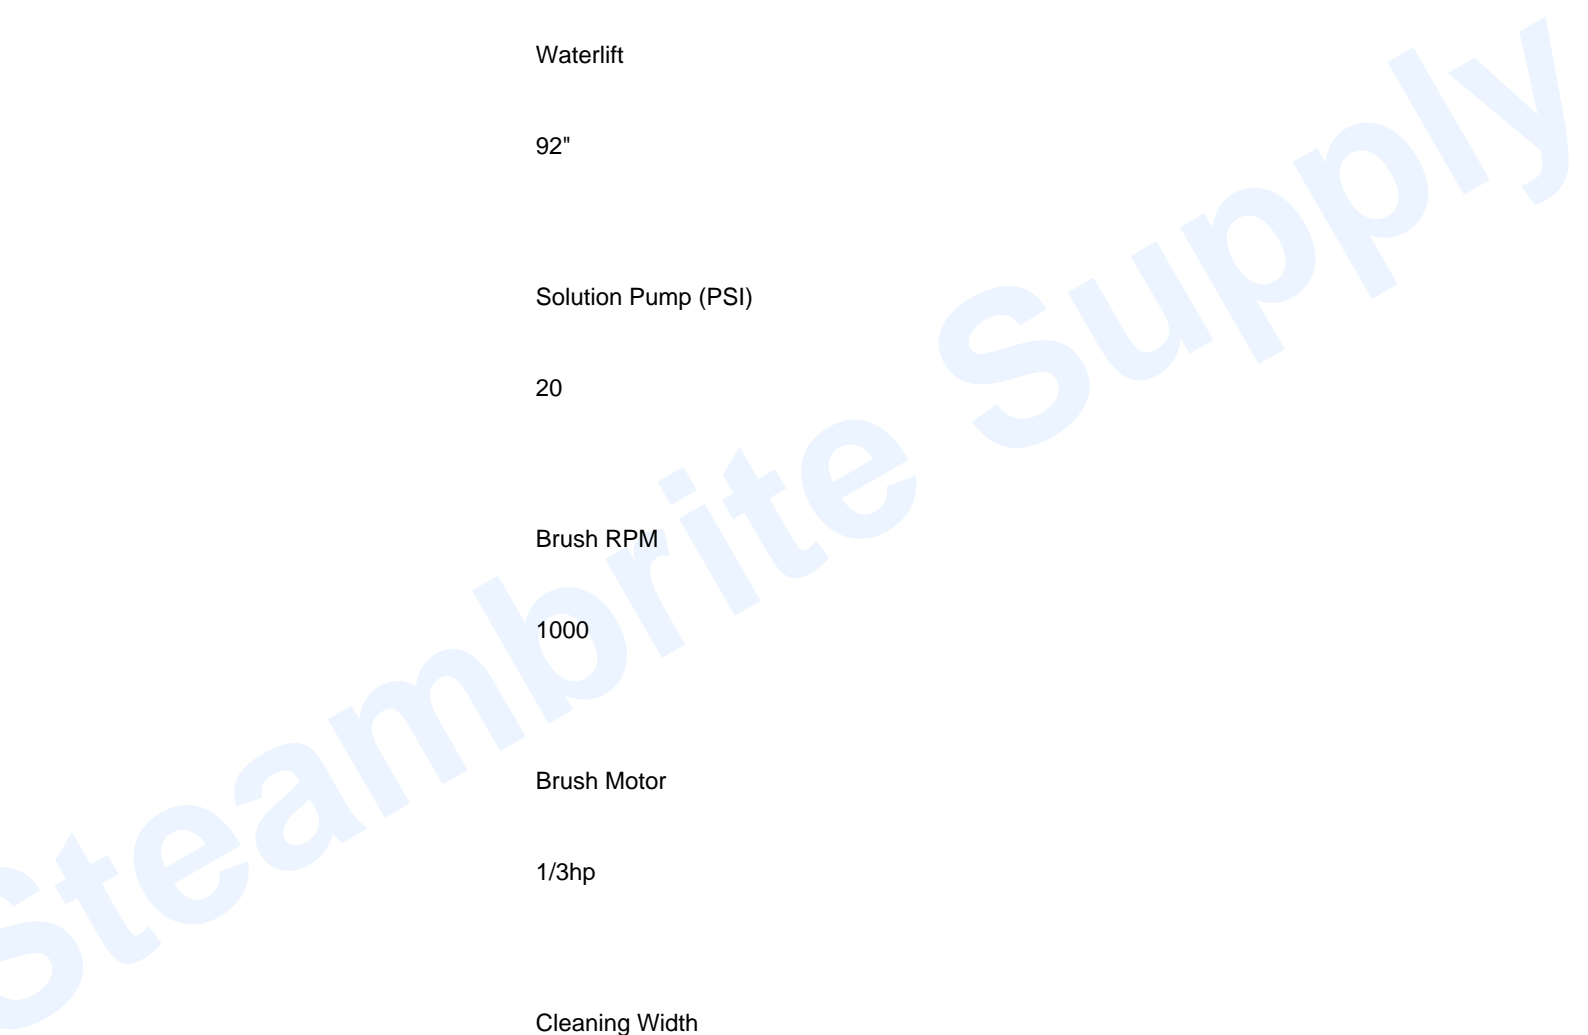 Waterlift
92"
Solution Pump (PSI)
20
Brush RPM
1000
Brush Motor
1/3hp
Cleaning Width
Steambrite Supply